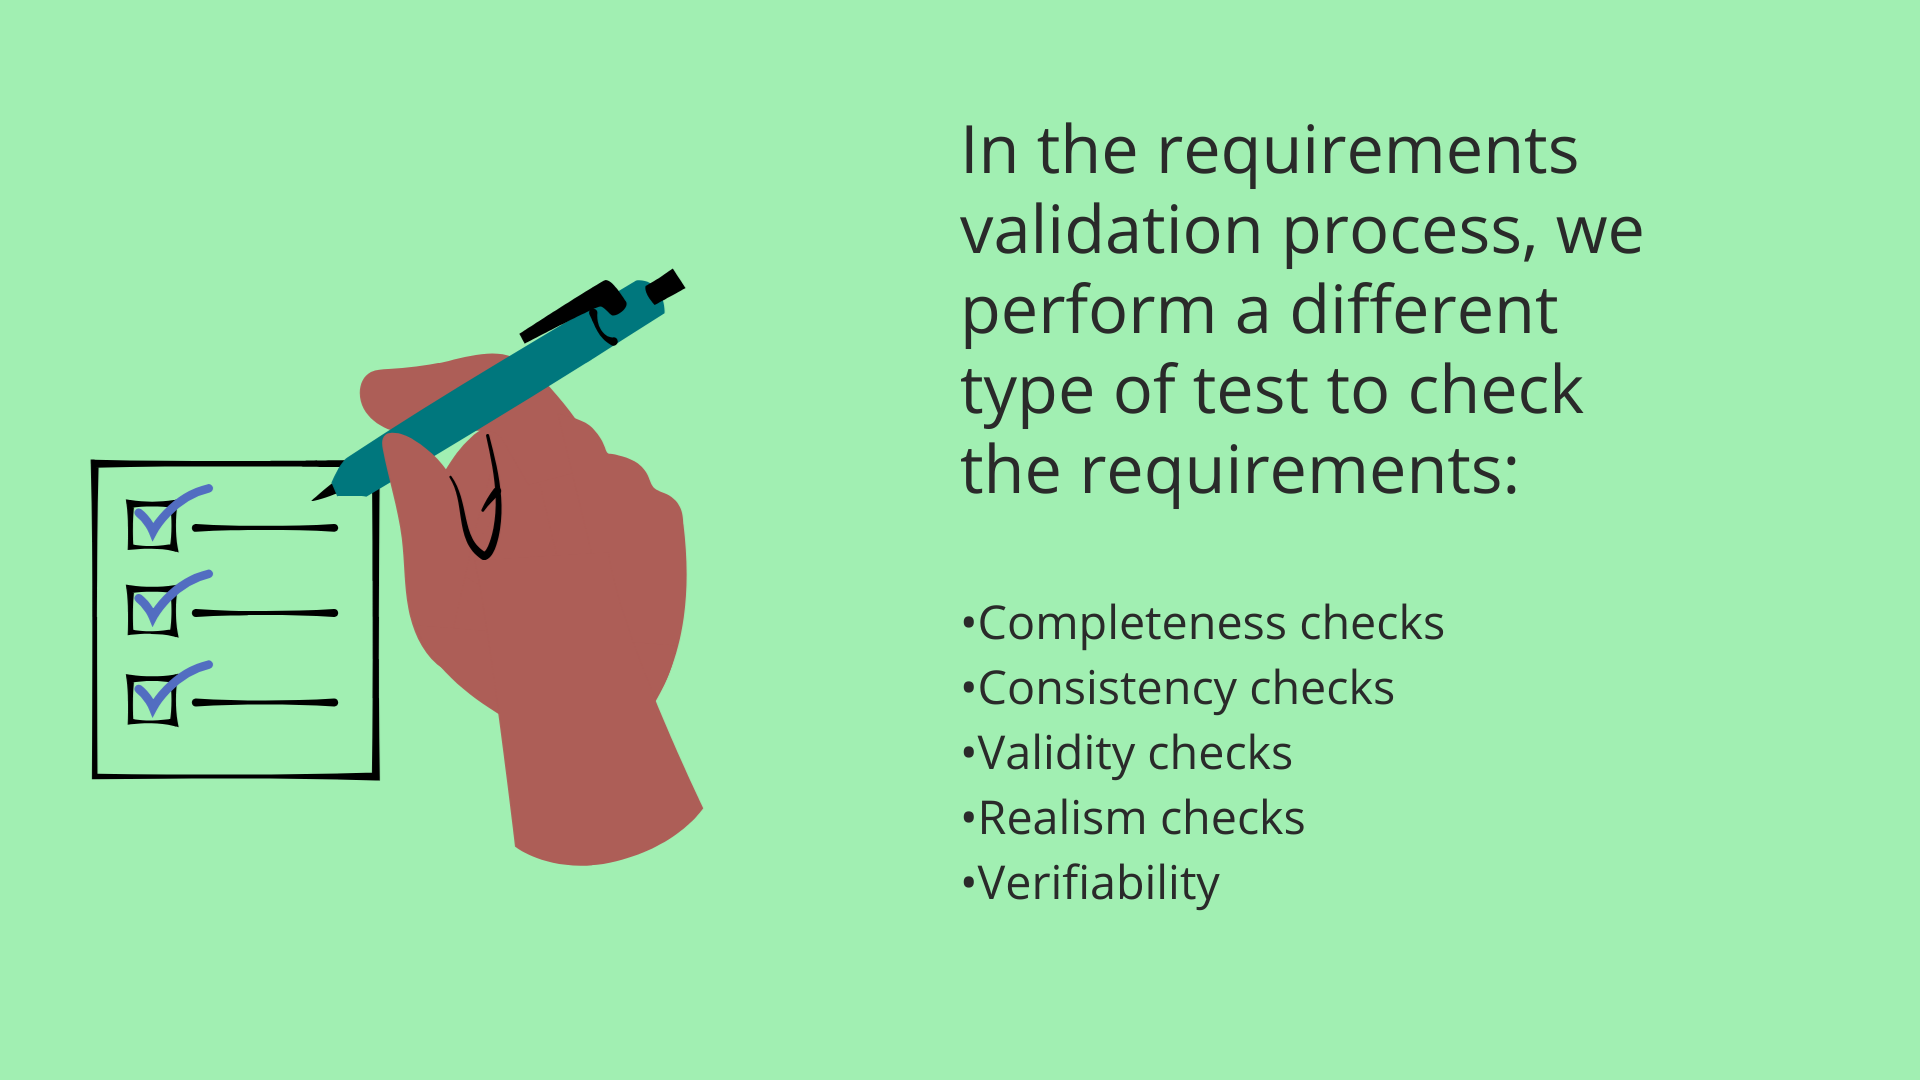 In the requirements
validation process, we
perform a different
type of test to check
the requirements:
•Completeness checks
•Consistency checks
•Validity checks
•Realism checks
•Verifiability